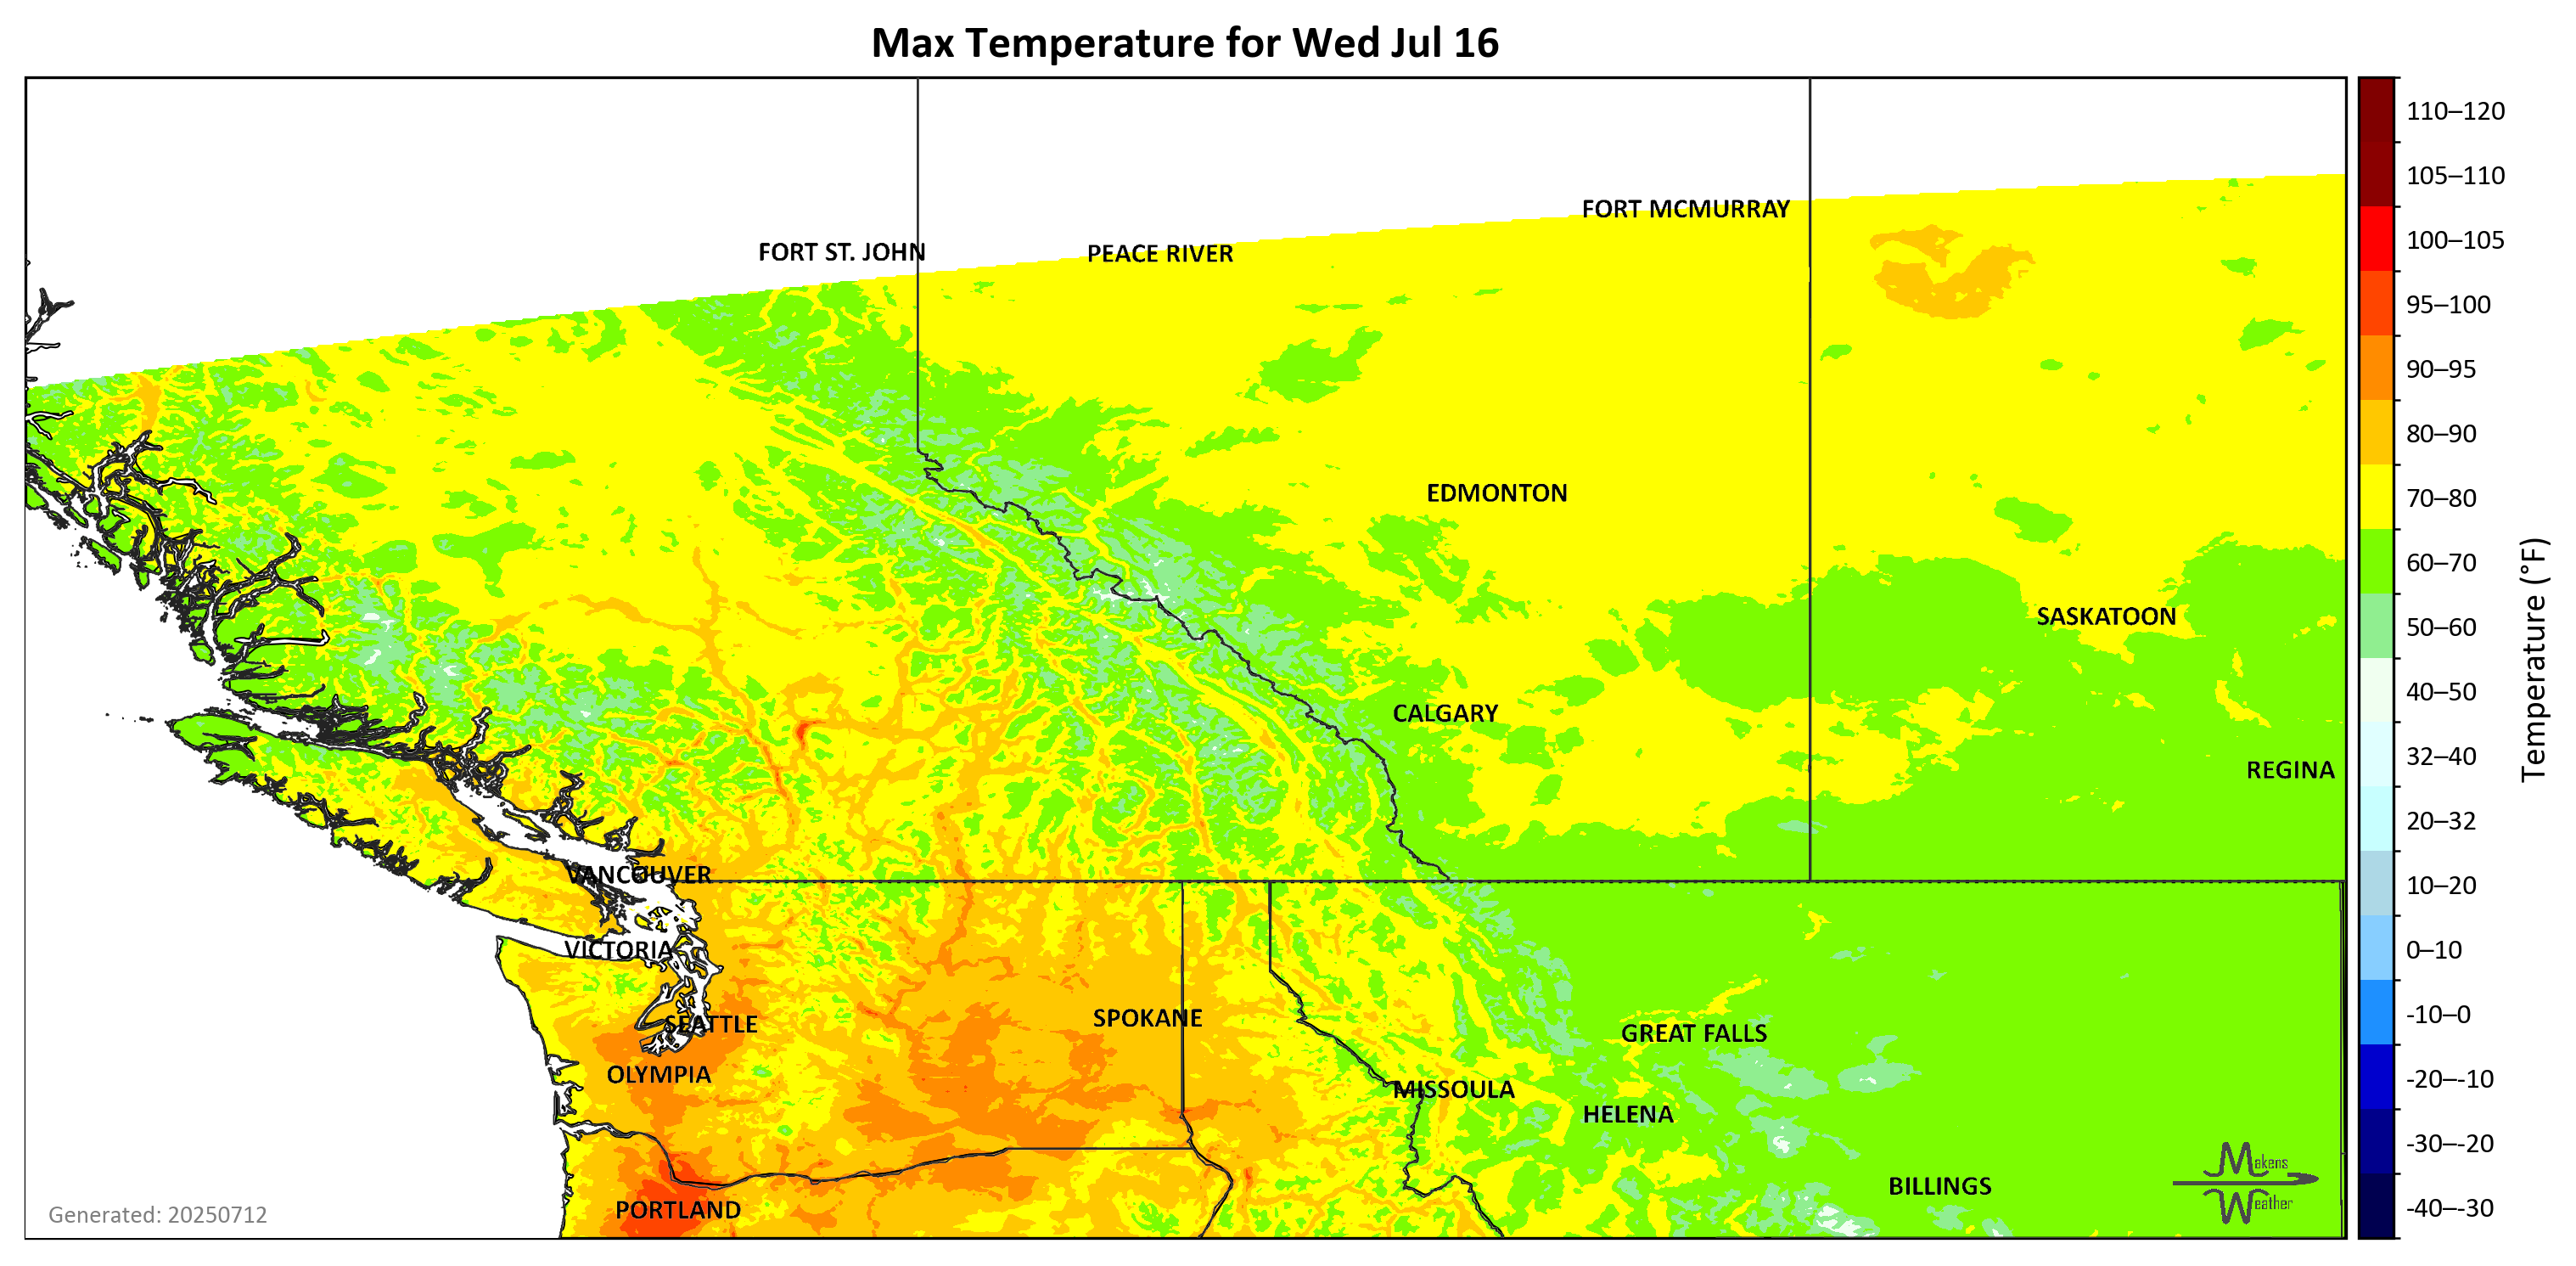 Max Temperature for Wed Jul 16
110–120
105–110
FORT MCMURRAY
100–105
FORT ST. JOHN
PEACE RIVER
95–100
90–95
80–90
EDMONTON
70–80
60–70
SASKATOON
50–60
Temperature (°F)
40–50
CALGARY
32–40
REGINA
20–32
VANCOUVER
10–20
VICTORIA
0–10
SPOKANE
-10–0
SEATTLE
GREAT FALLS
OLYMPIA
-20–-10
MISSOULA
HELENA
-30–-20
Makens
Weather
BILLINGS
-40–-30
PORTLAND
Generated: 20250712